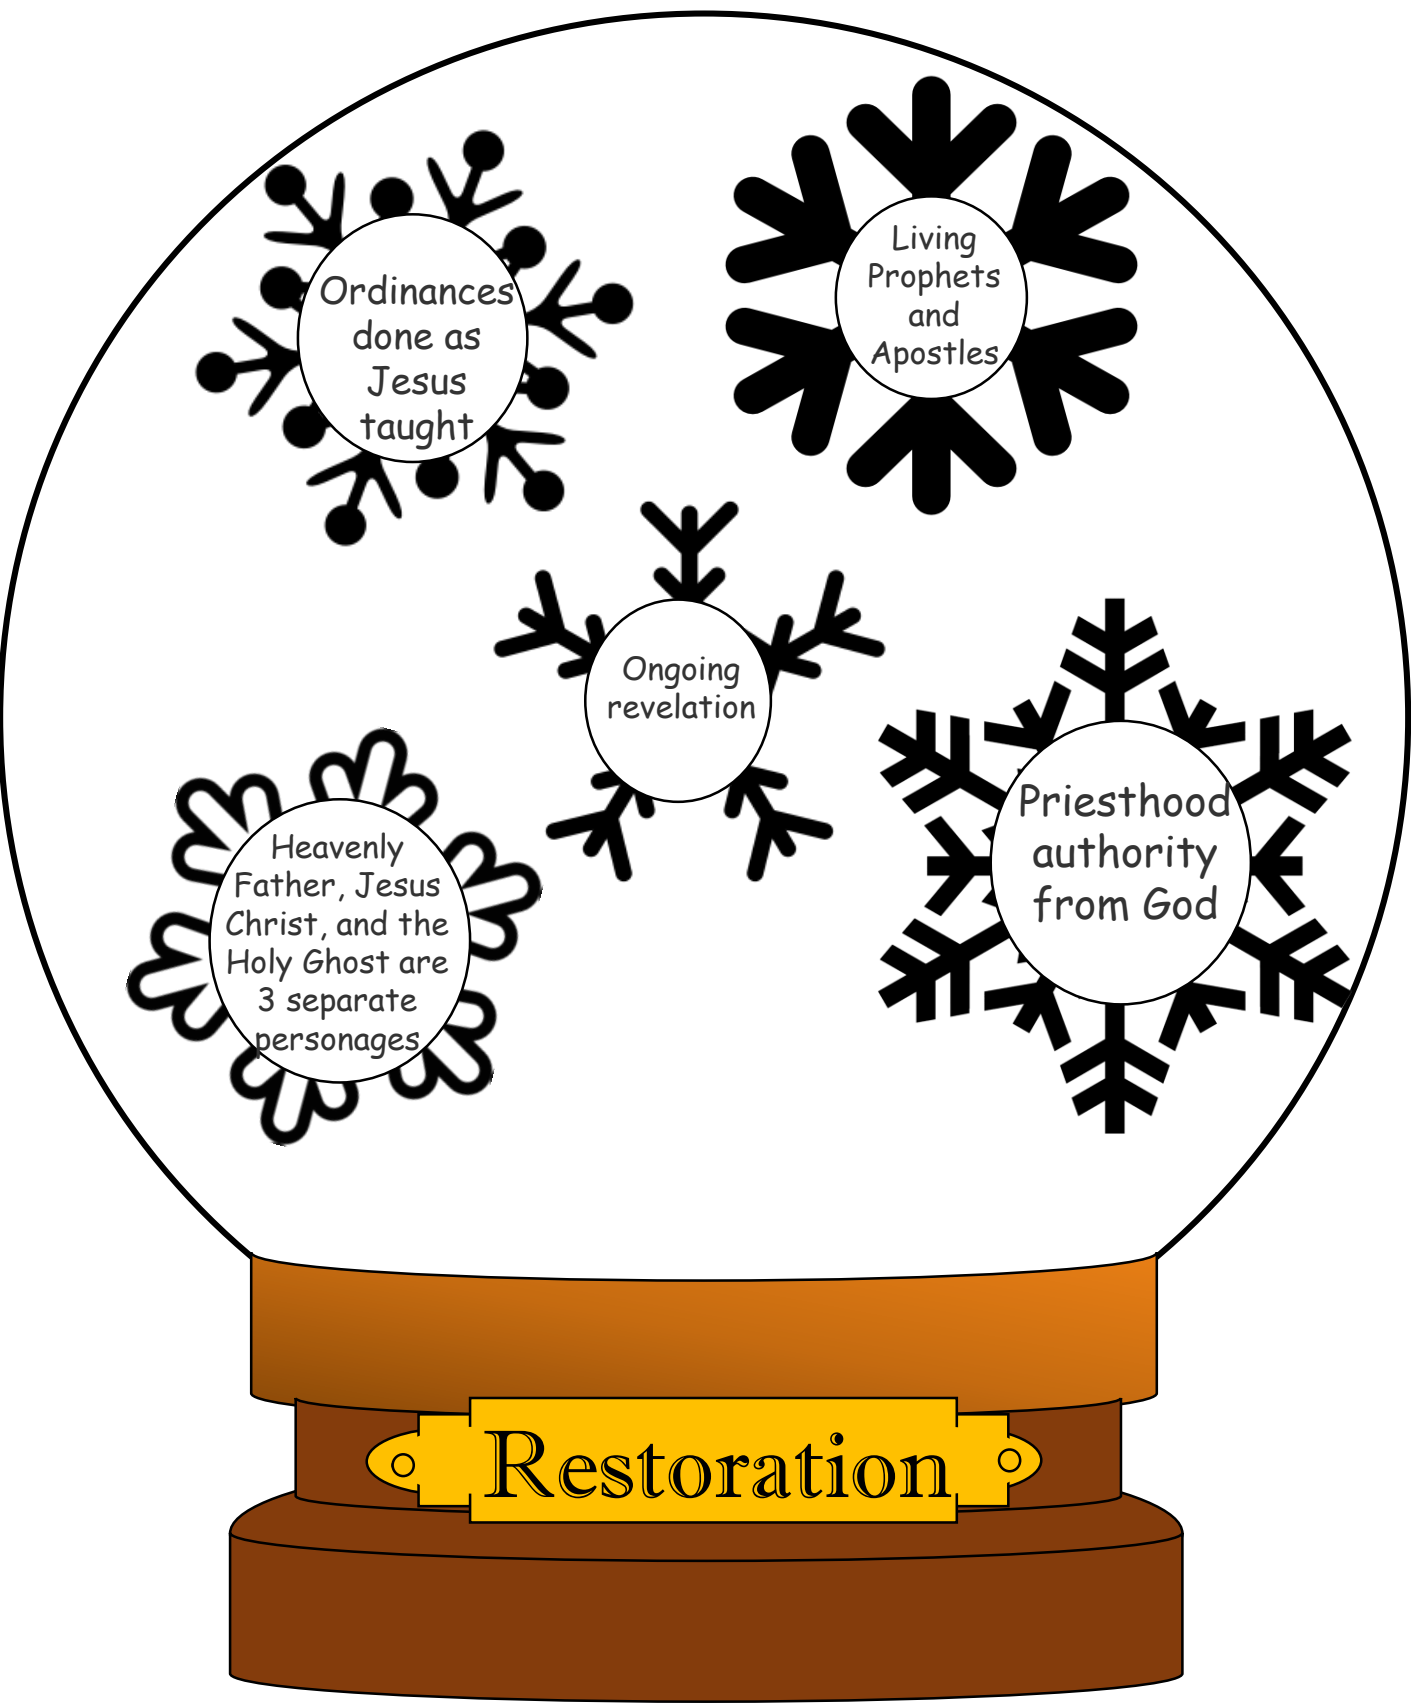 Ordinances
done as
Jesus
taught
Living
Prophets
and
Apostles
Ongoing
revelation
Heavenly
Father, Jesus
Christ, and the
Holy Ghost are
3 separate
personages
Priesthood
authority
from God
Restoration